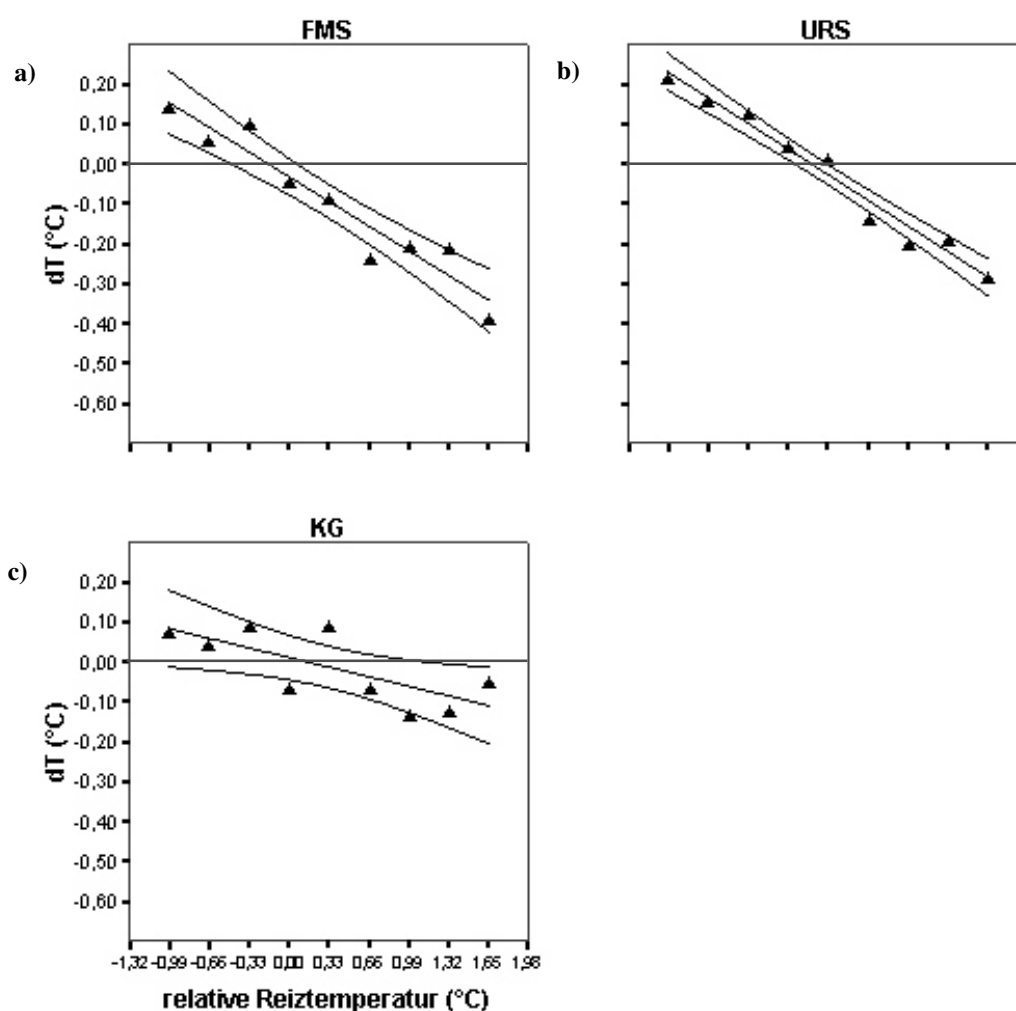 FMS
a)
0,20
0,10
0,00
-0,10
-0,20
-0,30
-0,40
-0,50
-0,60
dT (°C)
URS
b)
KG
c)
0,20
0,10
0,00
-0,10
-0,20
-0,30
-0,40
-0,50
-0,60
dT (°C)
-1,32 -0,99 -0,66 -0,33 0,00 0,33 0,66 0,99 1,32 1,65 1,98
relative Reiztemperatur (°C)